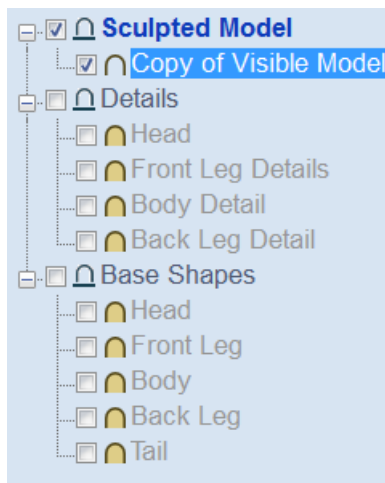 Sculpted Model
Copy of Visible Model
Details
Head
Front Leg Details
Body Detail
Back Leg Detail
Base Shapes
Head
Front Leg
Body
Back Leg
Tail